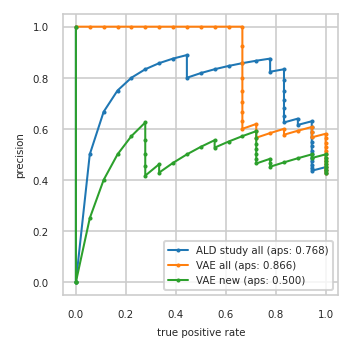 1.0
0.8
0.6
0.4
0.2
0.0
precision
ALD study all (aps: 0.768)
VAE all (aps: 0.866)
VAE new (aps: 0.500)
0.0 0.2 0.4 0.6 0.8 1.0
true positive rate